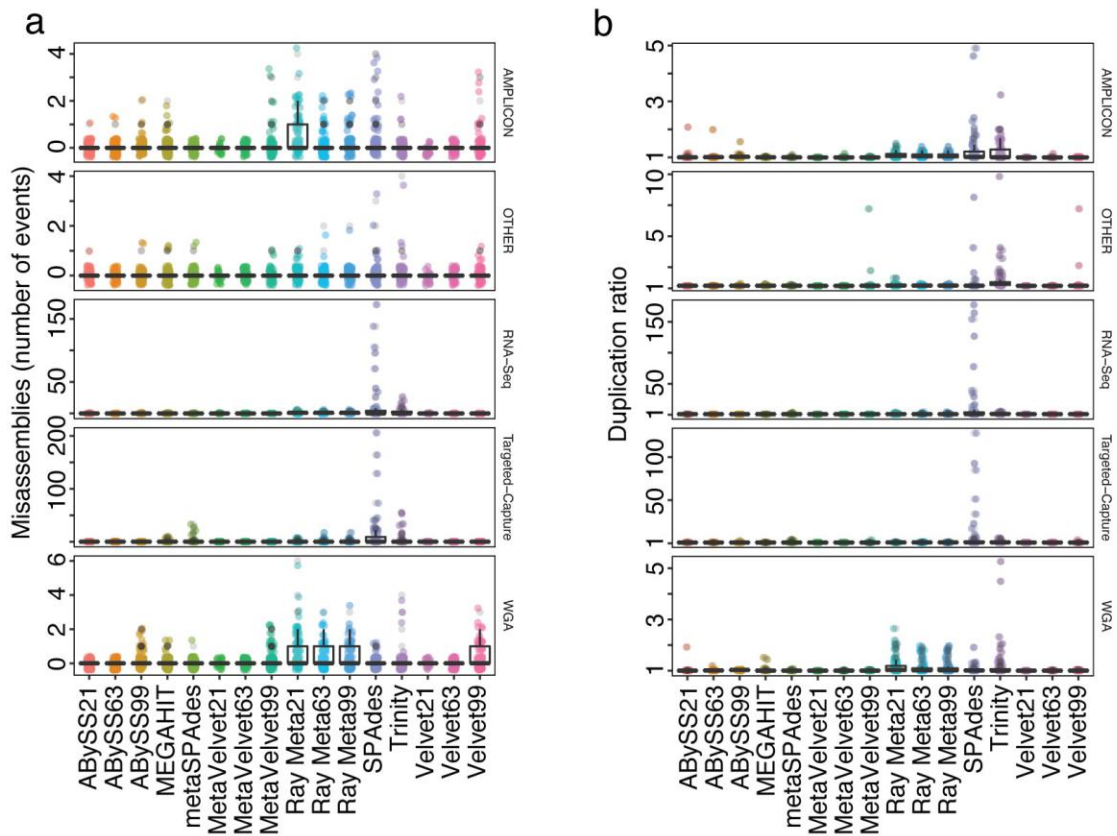 a
Misassemblies (number of events)
4
2
0
AMPLICON
4
2
0
OTHER
150
50
0
RNA-Seq
200
100
0
Targeted-Capture
6
4
2
0
WGA
ABySS21
ABySS63
ABySS99
MEGAHIT
metaSPAdes
MetaVelvet21
MetaVelvet63
MetaVelvet99
Ray Meta21
Ray Meta63
Ray Meta99
SPAdes
Trinity
Velvet21
Velvet63
Velvet99
b
Duplication ratio
5
3
1
AMPLICON
10
5
1
OTHER
150
50
1
RNA-Seq
100
50
1
Targeted-Capture
5
3
1
WGA
ABySS21
ABySS63
ABySS99
MEGAHIT
metaSPAdes
MetaVelvet21
MetaVelvet63
MetaVelvet99
Ray Meta21
Ray Meta63
Ray Meta99
SPAdes
Trinity
Velvet21
Velvet63
Velvet99